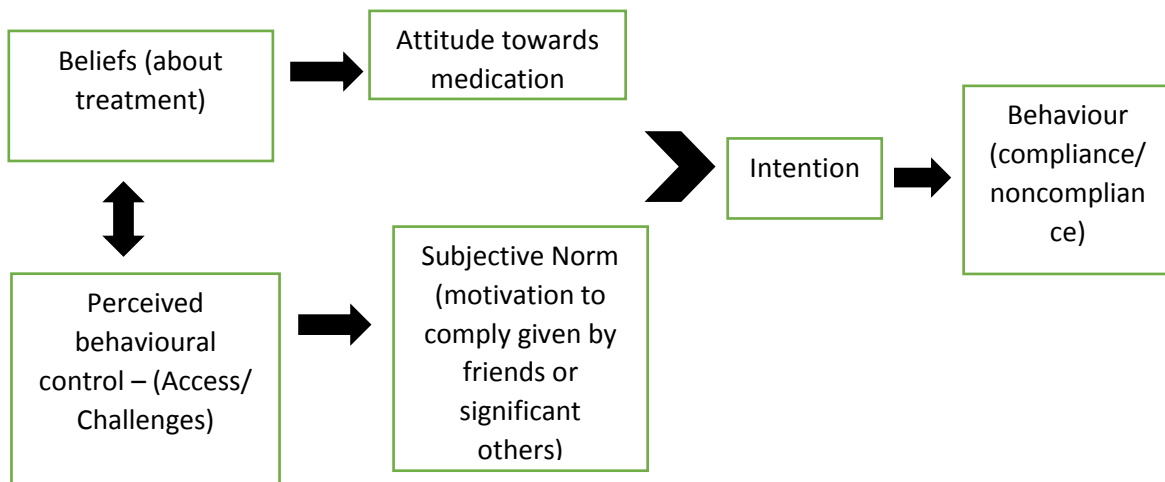 Beliefs (about
treatment)
Attitude towards
medication
Perceived
behavioural
control – (Access/
Challenges)
Subjective Norm
(motivation to
comply given by
friends or
significant
others)
Intention
Behaviour
(compliance/
noncomplian
ce)